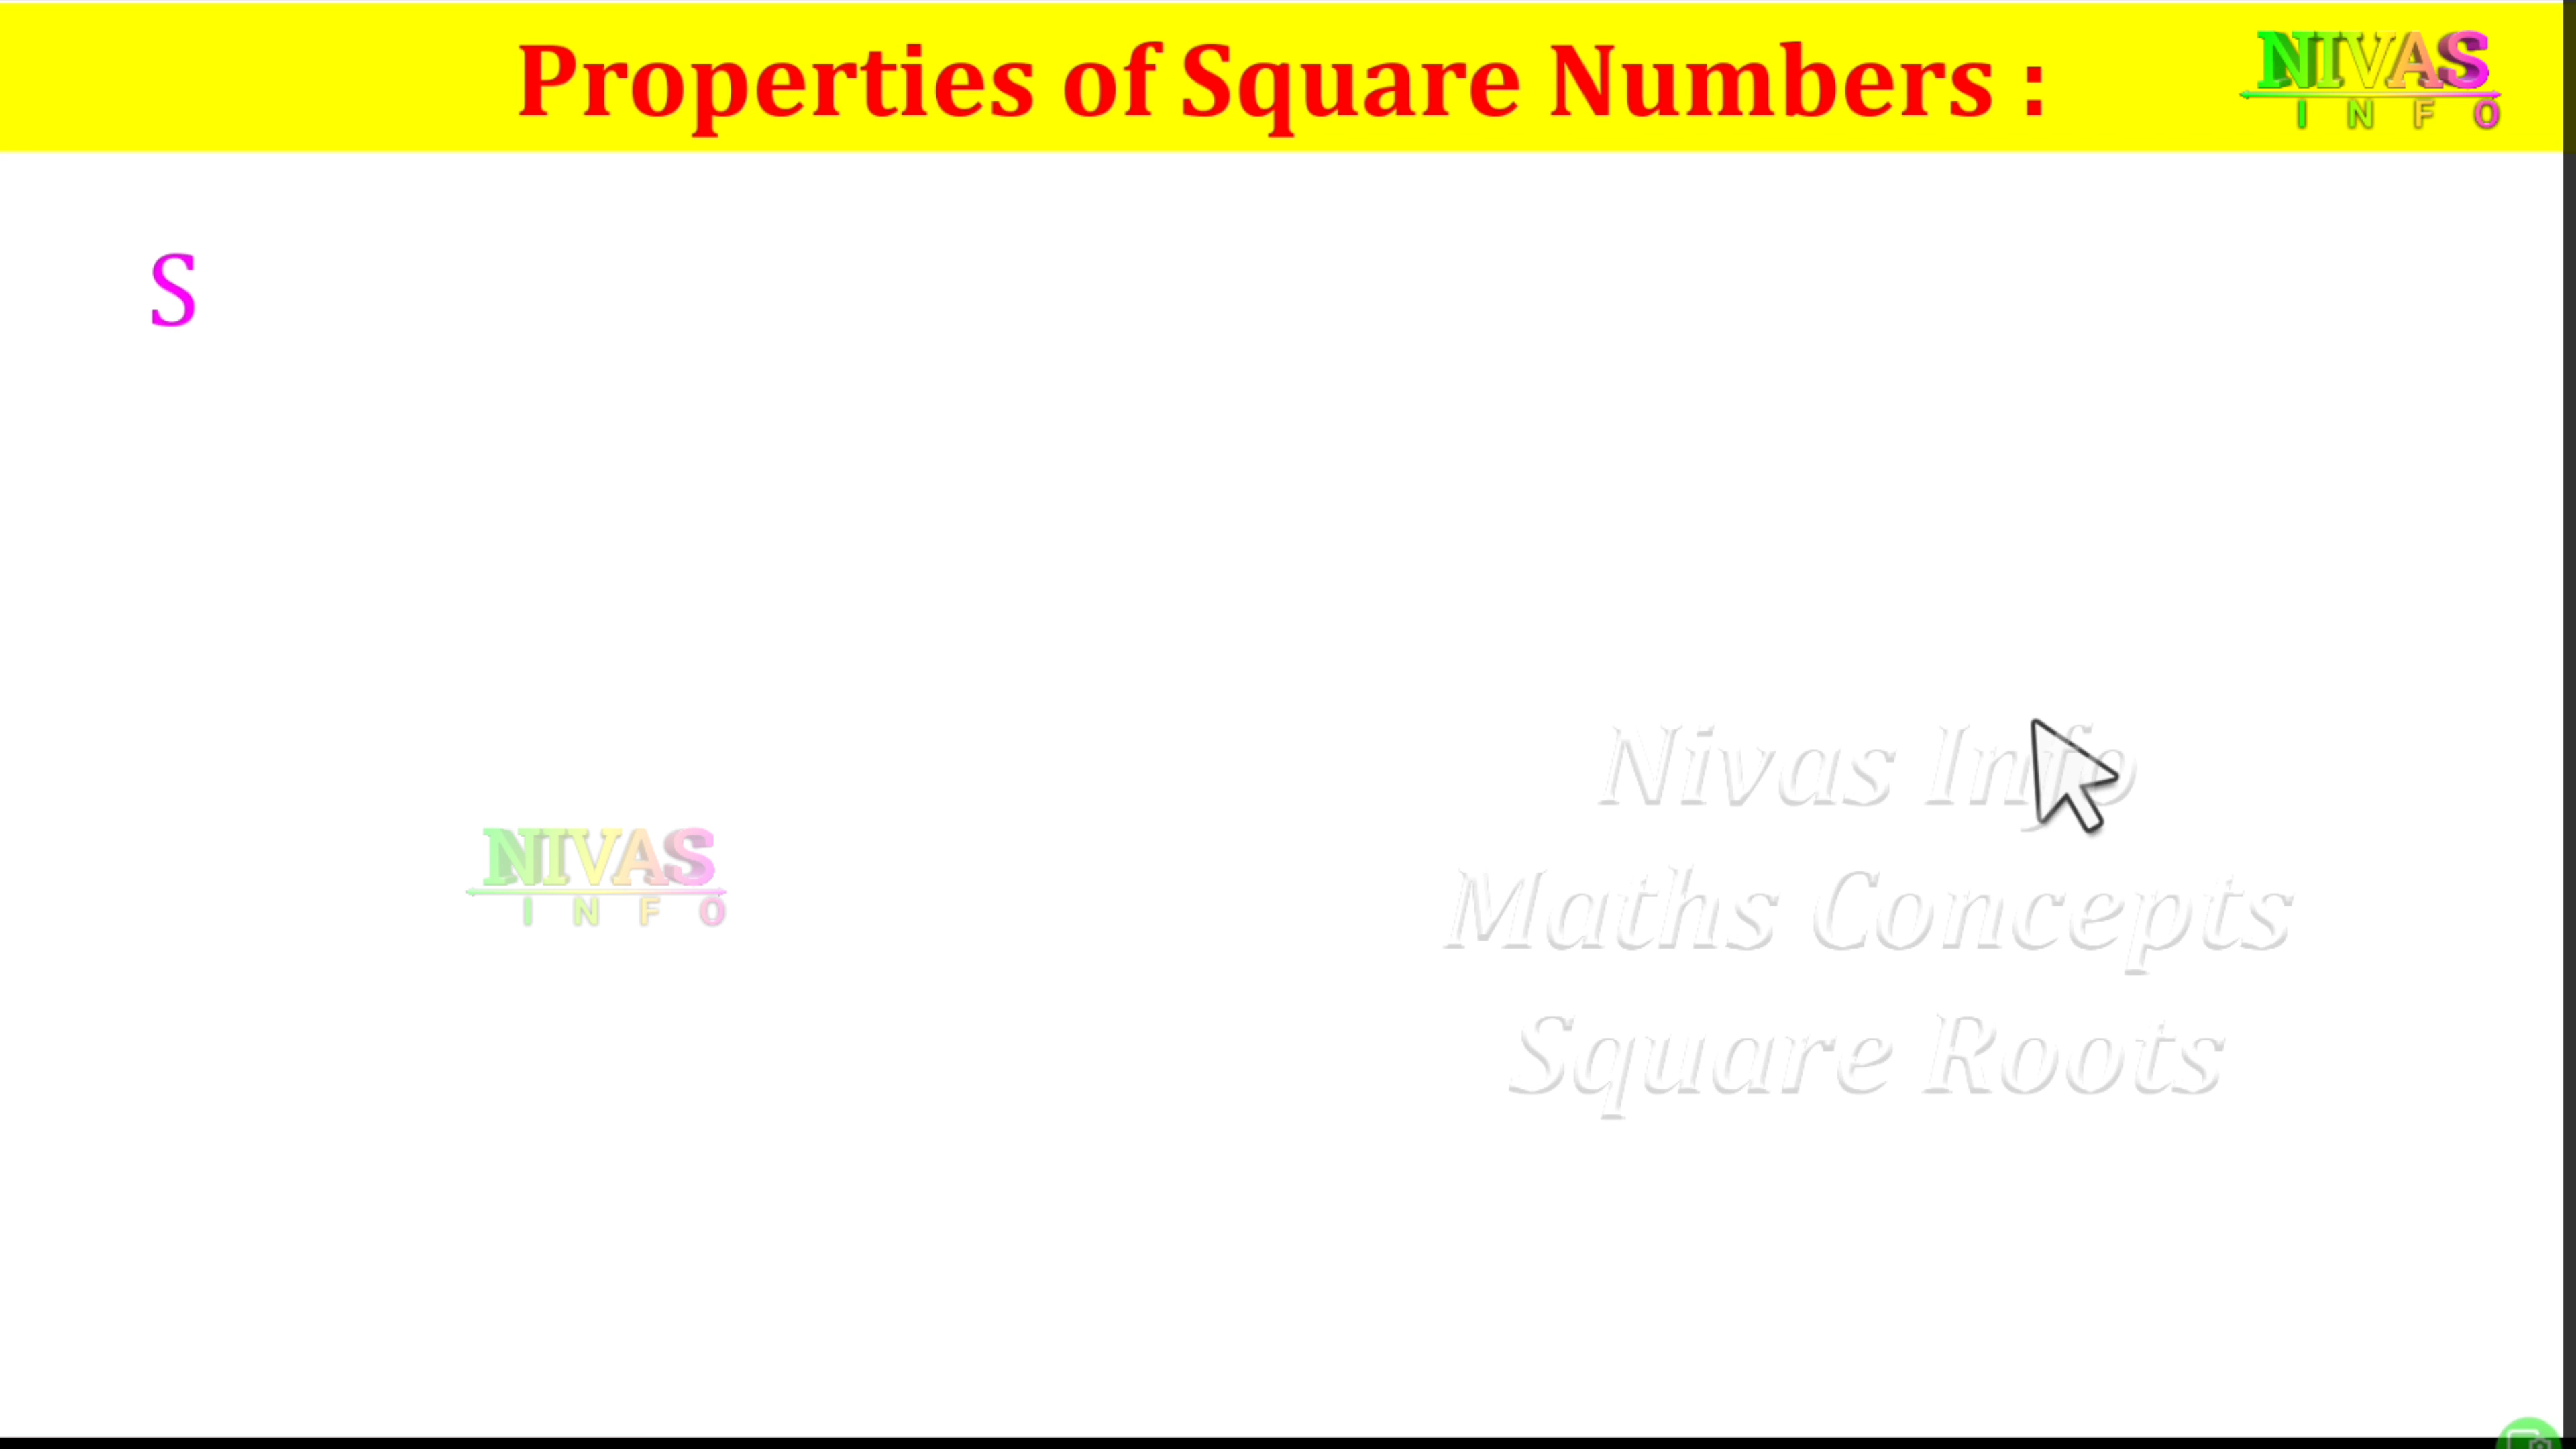 Properties of Square Numbers :
NIVAS
INFO
S
Nivas Info
NIVAS
INFO
Maths Concepts
Square Roots